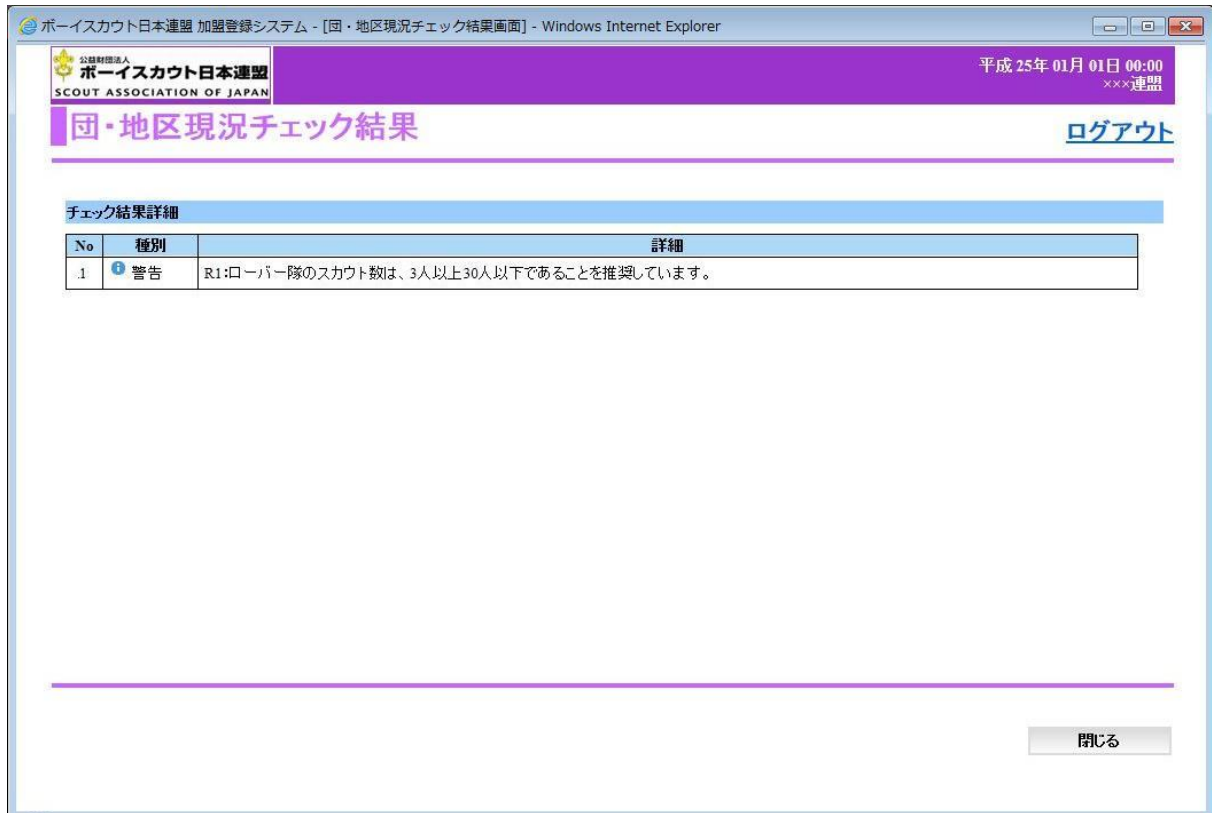 ボーイスカウト日本連盟 加盟登録システム - [団・地区現況チェック結果画面] - Windows Internet Explorer
公益財団法人
ボーイスカウト日本連盟
SCOUT ASSOCIATION OF JAPAN
平成 25年 01月 01日 00:00
×××連盟
団・地区現況チェック結果
ログアウト
チェック結果詳細
No 種別 詳細
1 警告 R1:ローバー隊のスカウト数は、3人以上30人以下であることを推奨しています。
閉じる